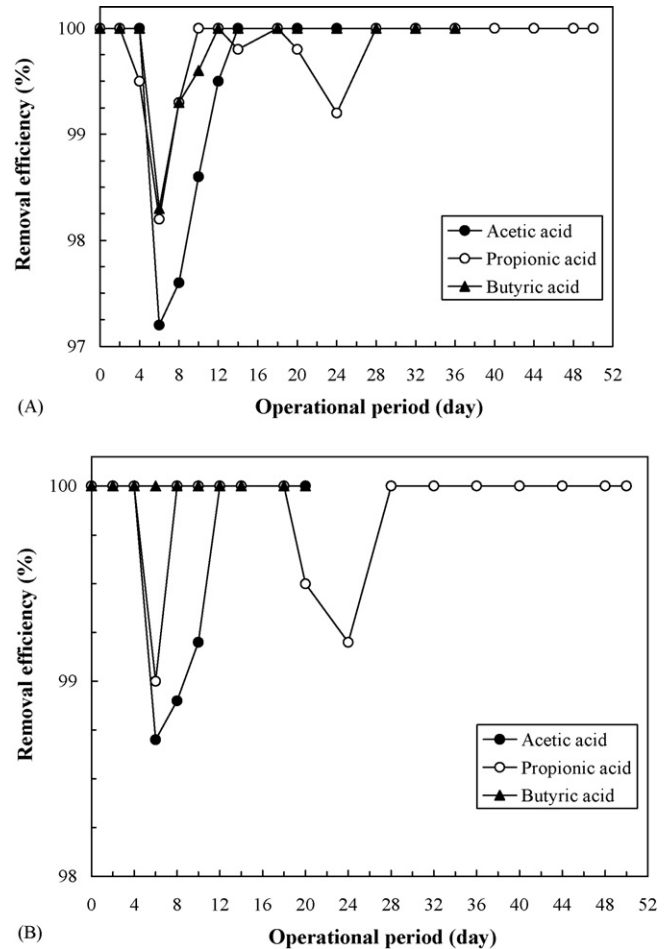 100
99
98
97
Removal efficiency (%)
Acetic acid
Propionic acid
Butyric acid
0 4 8 12 16 20 24 28 32 36 40 44 48 52
(A) Operational period (day)
100
99
98
Removal efficiency (%)
Acetic acid
Propionic acid
Butyric acid
0 4 8 12 16 20 24 28 32 36 40 44 48 52
(B) Operational period (day)